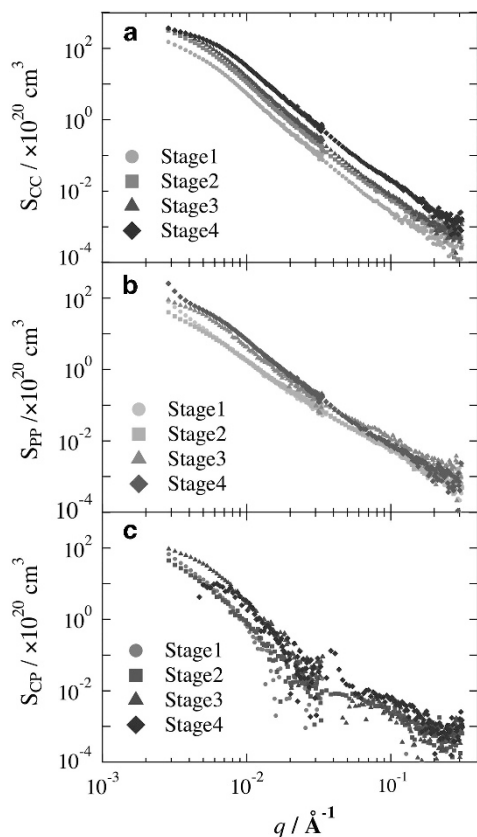 a
S_CC / ×10^20 cm^3
10^2
10^0
10^-2
10^-4
Stage1
Stage2
Stage3
Stage4
b
S_PP / ×10^20 cm^3
10^2
10^0
10^-2
10^-4
Stage1
Stage2
Stage3
Stage4
c
S_CP / ×10^20 cm^3
10^2
10^0
10^-2
10^-4
Stage1
Stage2
Stage3
Stage4
10^-3
10^-2
10^-1
q / Å^-1